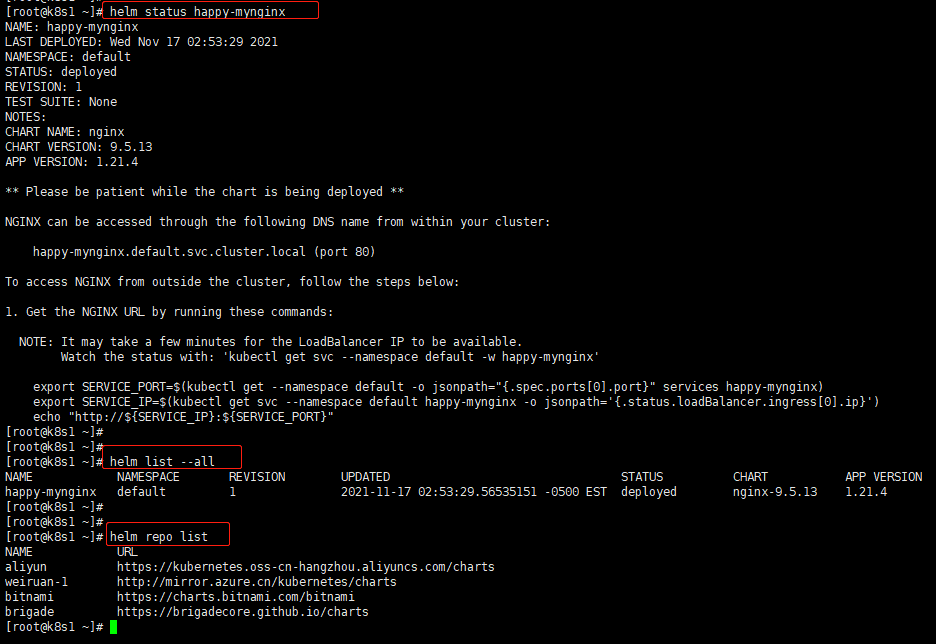 [root@k8s1 ~]#
[root@k8s1 ~]# helm status happy-mynginx
NAME: happy-mynginx
LAST DEPLOYED: Wed Nov 17 02:53:29 2021
NAMESPACE: default
STATUS: deployed
REVISION: 1
TEST SUITE: None
NOTES:
CHART NAME: nginx
CHART VERSION: 9.5.13
APP VERSION: 1.21.4

** Please be patient while the chart is being deployed **

NGINX can be accessed through the following DNS name from within your cluster:

    happy-mynginx.default.svc.cluster.local (port 80)

To access NGINX from outside the cluster, follow the steps below:

1. Get the NGINX URL by running these commands:

  NOTE: It may take a few minutes for the LoadBalancer IP to be available.
        Watch the status with: 'kubectl get svc --namespace default -w happy-mynginx'

    export SERVICE_PORT=$(kubectl get --namespace default -o jsonpath="{.spec.ports[0].port}" services happy-mynginx)
    export SERVICE_IP=$(kubectl get svc --namespace default happy-mynginx -o jsonpath='{.status.loadBalancer.ingress[0].ip}')
    echo "http://${SERVICE_IP}:${SERVICE_PORT}"
[root@k8s1 ~]#
[root@k8s1 ~]#
[root@k8s1 ~]# helm list --all
NAME            NAMESPACE       REVISION        UPDATED                                 STATUS          CHART           APP VERSION
happy-mynginx   default         1               2021-11-17 02:53:29.56535151 -0500 EST  deployed        nginx-9.5.13    1.21.4
[root@k8s1 ~]#
[root@k8s1 ~]#
[root@k8s1 ~]# helm repo list
NAME            URL
aliyun          https://kubernetes.oss-cn-hangzhou.aliyuncs.com/charts
weiruan-1       http://mirror.azure.cn/kubernetes/charts
bitnami         https://charts.bitnami.com/bitnami
brigade         https://brigadecore.github.io/charts
[root@k8s1 ~]#